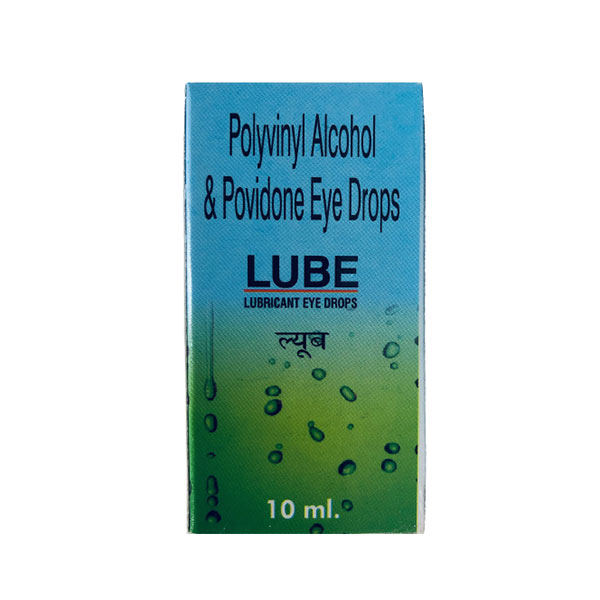 Polyvinyl Alcohol
& Povidone Eye Drops
LUBE
LUBRICANT EYE DROPS
ल्यूब
10 ml.